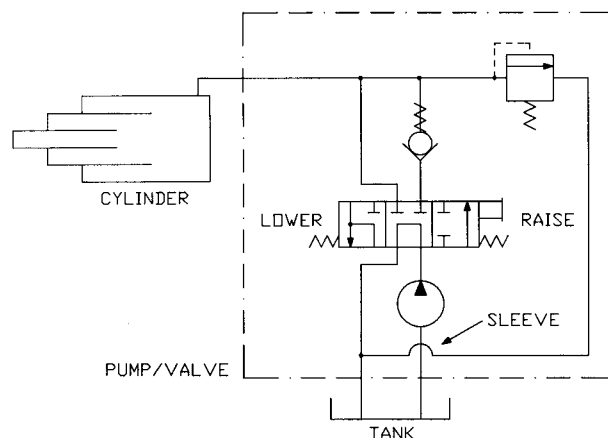 CYLINDER
LOWER
RAISE
SLEEVE
PUMP/VALVE
TANK